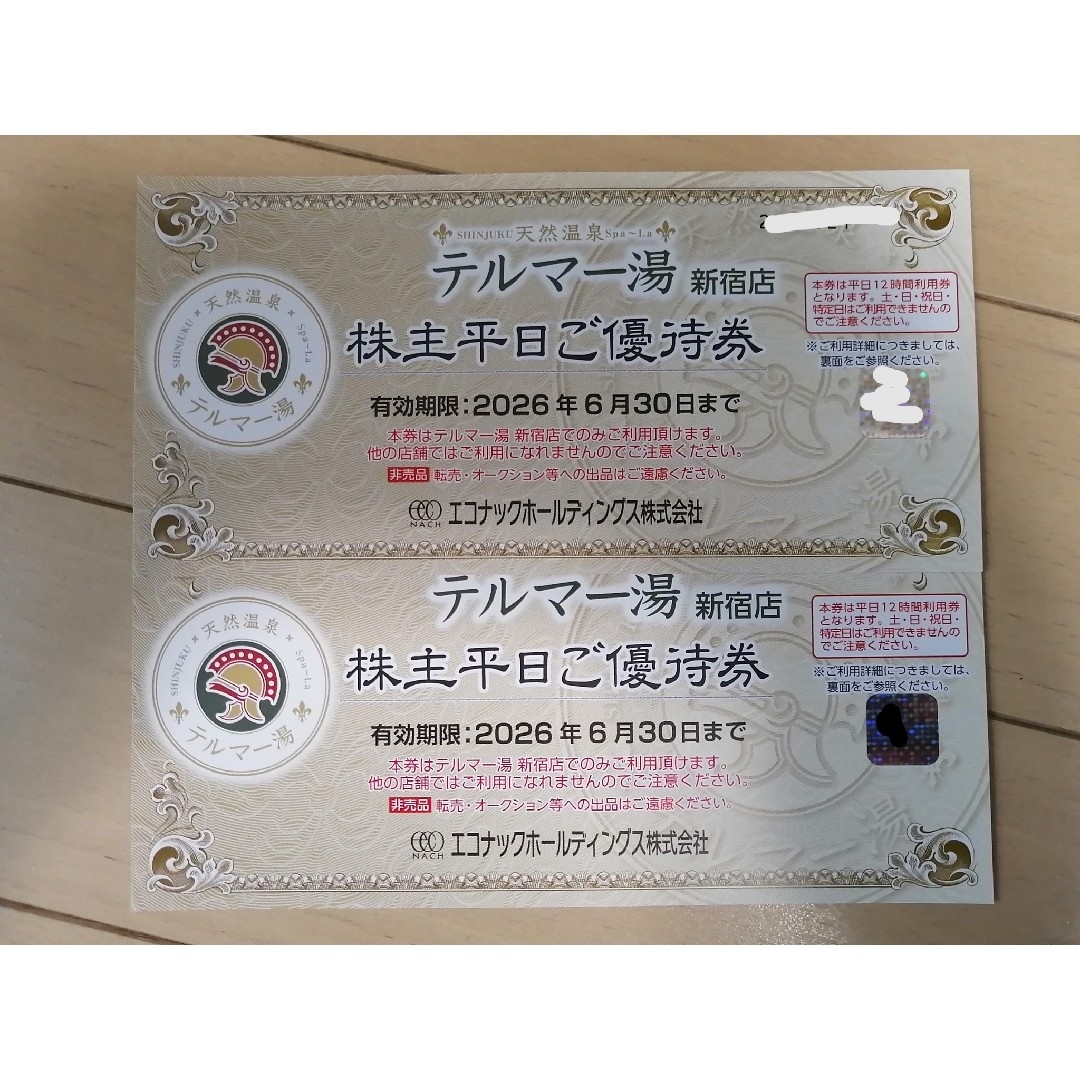 SHINJUKU 天然温泉 Spa~La
テルマー湯 新宿店
株主平日ご優待券
有効期限：2026年6月30日まで
本券はテルマー湯 新宿店でのみご利用頂けます。
他の店舗ではご利用になれませんのでご注意ください。
非売品 転売・オークション等への出品はご遠慮ください。
NACH エコナックホールディングス株式会社
天然温泉
SHINJUKU
Spa~La
テルマー湯
本券は平日12時間利用券
となります。土・日・祝日・
特定日はご利用できませんの
でご注意ください。
※ご利用詳細につきましては、
裏面をご参照ください。
テルマー湯 新宿店
株主平日ご優待券
有効期限：2026年6月30日まで
本券はテルマー湯 新宿店でのみご利用頂けます。
他の店舗ではご利用になれませんのでご注意ください。
非売品 転売・オークション等への出品はご遠慮ください。
NACH エコナックホールディングス株式会社
天然温泉
SHINJUKU
Spa~La
テルマー湯
本券は平日12時間利用券
となります。土・日・祝日・
特定日はご利用できませんの
でご注意ください。
※ご利用詳細につきましては、
裏面をご参照ください。